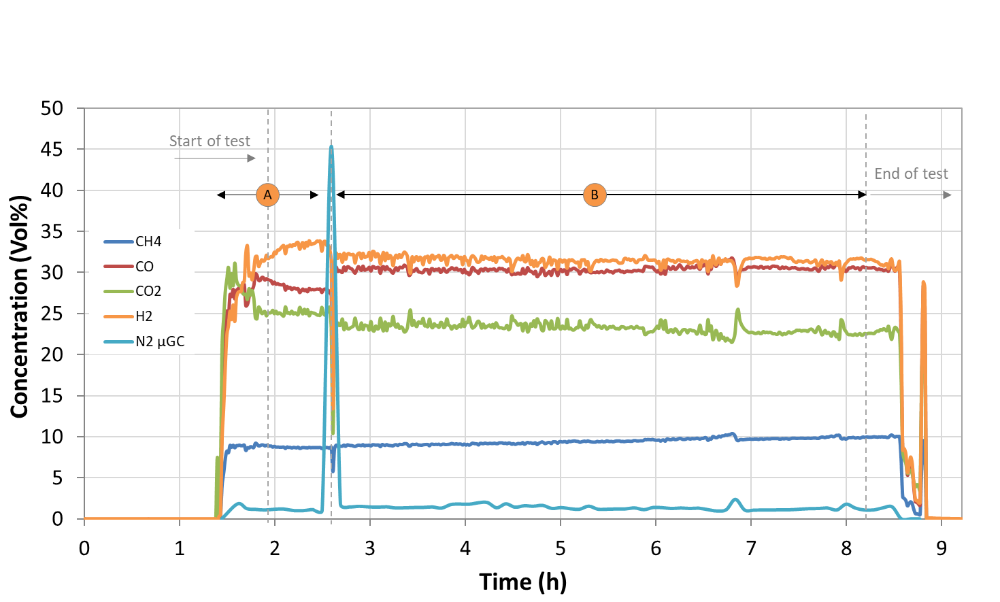 50
45
40
35
30
25
20
15
10
5
0
Concentration (Vol%)
Start of test
End of test
A
B
CH4
CO
CO2
H2
N2 µGC
0 1 2 3 4 5 6 7 8 9
Time (h)